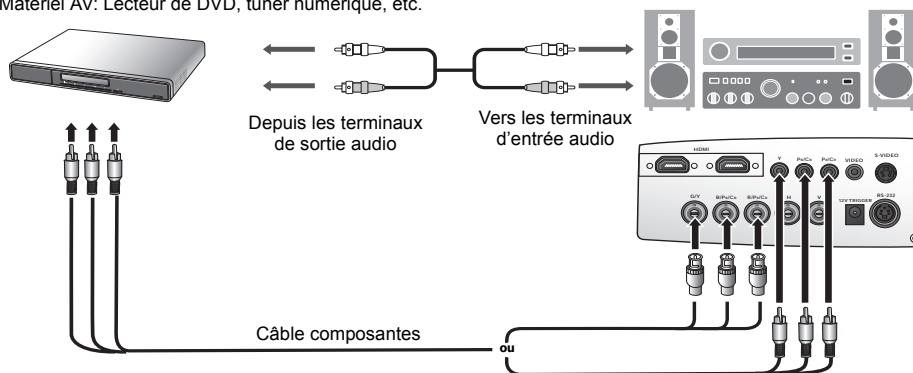 Matériel AV: Lecteur de DVD, tuner numérique, etc.
Depuis les terminaux
de sortie audio
Vers les terminaux
d'entrée audio
HDMI
Y
PB/CB
PR/CR
VIDEO
S-VIDEO
G/Y
B/PB/CB
R/PR/CR
H
V
12V TRIGGER
RS-232
Câble composantes
ou